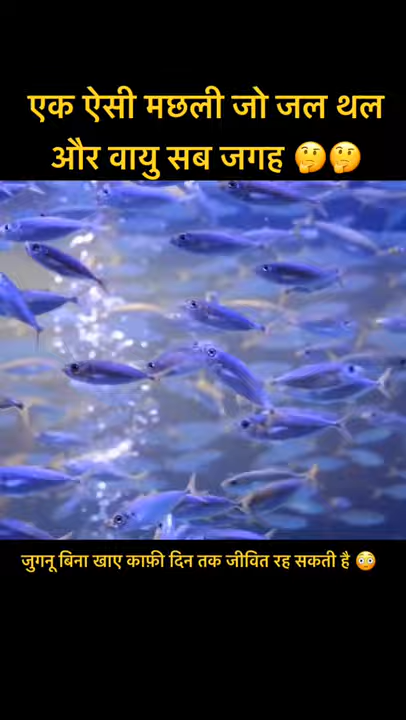 एक ऐसी मछली जो जल थल
और वायु सब जगह 🤔🤔
जुगनू बिना खाए काफ़ी दिन तक जीवित रह सकती है 😳